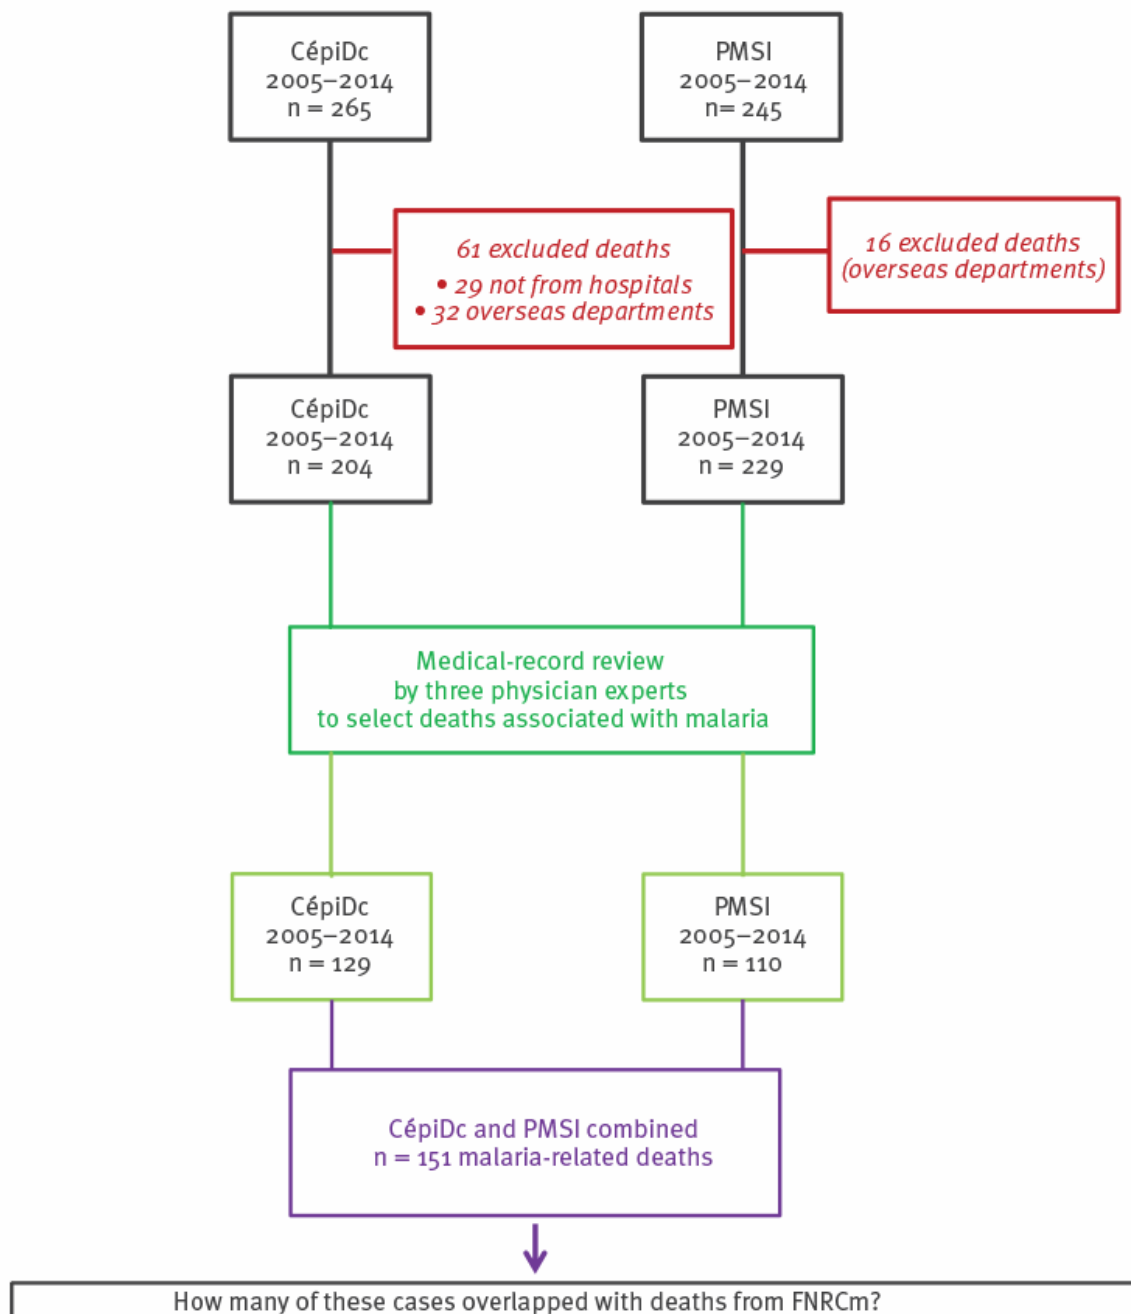 CépiDc
2005–2014
n = 265
PMSI
2005–2014
n= 245
61 excluded deaths
• 29 not from hospitals
• 32 overseas departments
16 excluded deaths
(overseas departments)
CépiDc
2005–2014
n = 204
PMSI
2005–2014
n = 229
Medical-record review
by three physician experts
to select deaths associated with malaria
CépiDc
2005–2014
n = 129
PMSI
2005–2014
n = 110
CépiDc and PMSI combined
n = 151 malaria-related deaths
How many of these cases overlapped with deaths from FNRCm?